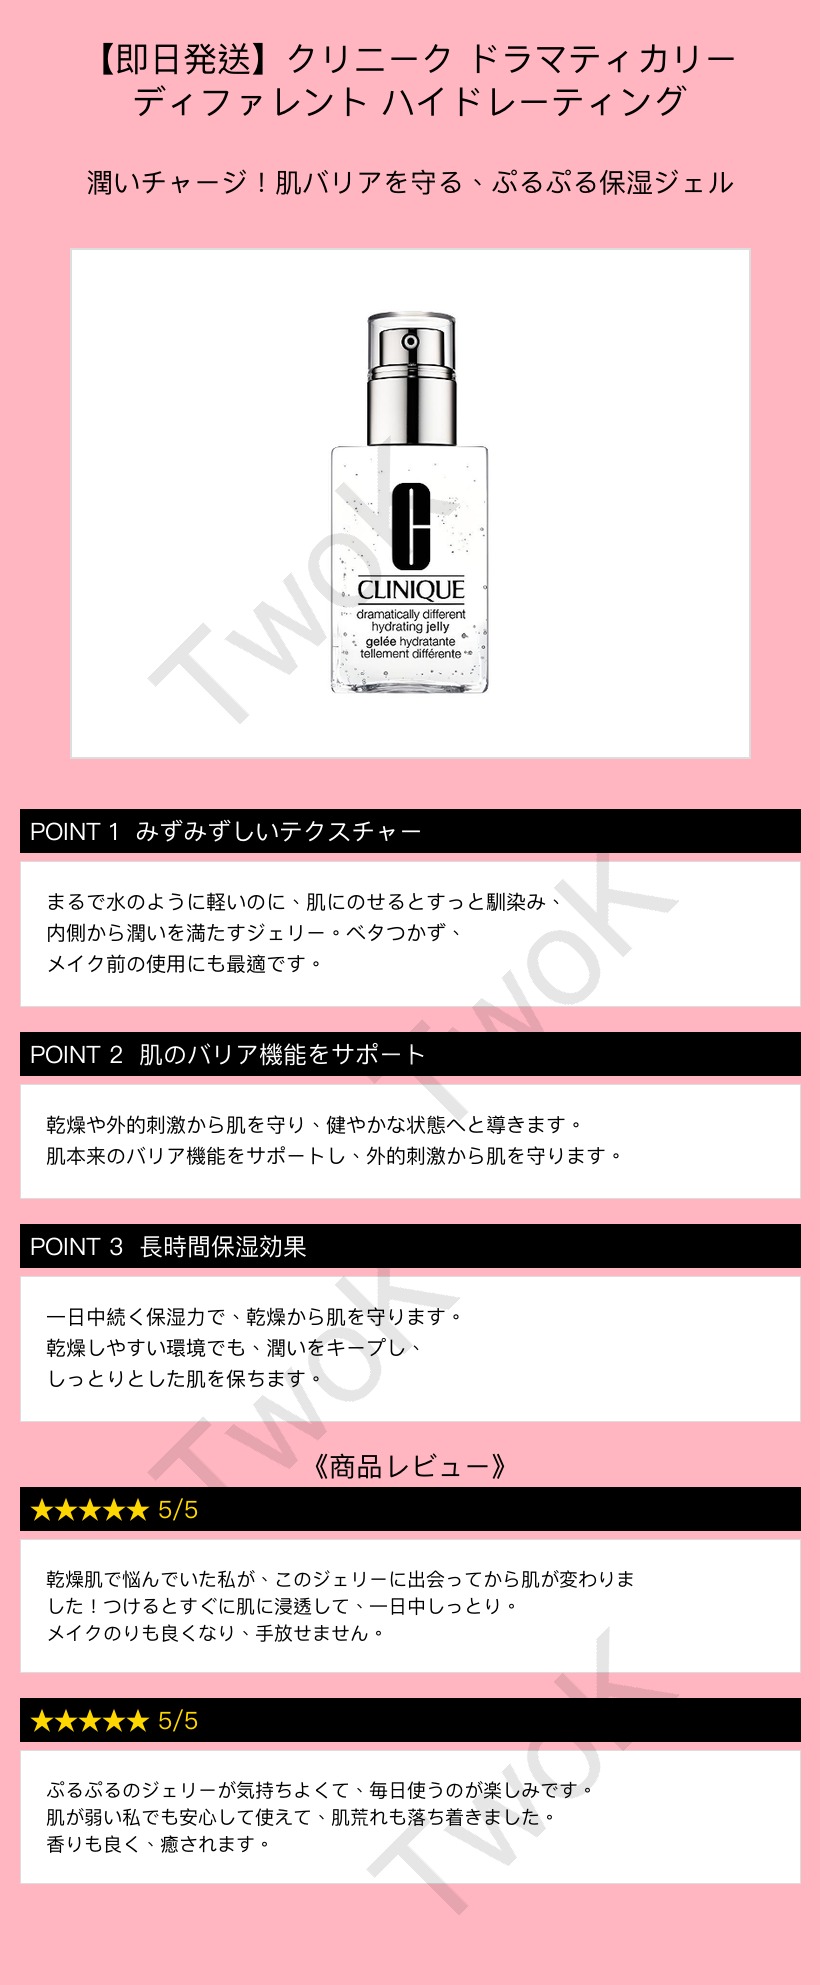 【即日発送】クリニーク ドラマティカリー
ディファレント ハイドレーティング
潤いチャージ！肌バリアを守る、ぷるぷる保湿ジェル
CLINIQUE
dramatically different
hydrating jelly
gelée hydratante
tellement différente
TwoK
POINT 1 みずみずしいテクスチャー
まるで水のように軽いのに、肌にのせるとすっと馴染み、
内側から潤いを満たすジェリー。ベタつかず、
メイク前の使用にも最適です。
TwoK
POINT 2 肌のバリア機能をサポート
乾燥や外的刺激から肌を守り、健やかな状態へと導きます。
肌本来のバリア機能をサポートし、外的刺激から肌を守ります。
POINT 3 長時間保湿効果
一日中続く保湿力で、乾燥から肌を守ります。
乾燥しやすい環境でも、潤いをキープし、
しっとりとした肌を保ちます。
TwoK
《商品レビュー》
★★★★★ 5/5
乾燥肌で悩んでいた私が、このジェリーに出会ってから肌が変わりま
した！つけるとすぐに肌に浸透して、一日中しっとり。
メイクのりも良くなり、手放せません。
★★★★★ 5/5
ぷるぷるのジェリーが気持ちよくて、毎日使うのが楽しみです。
肌が弱い私でも安心して使えて、肌荒れも落ち着きました。
香りも良く、癒されます。
TwoK